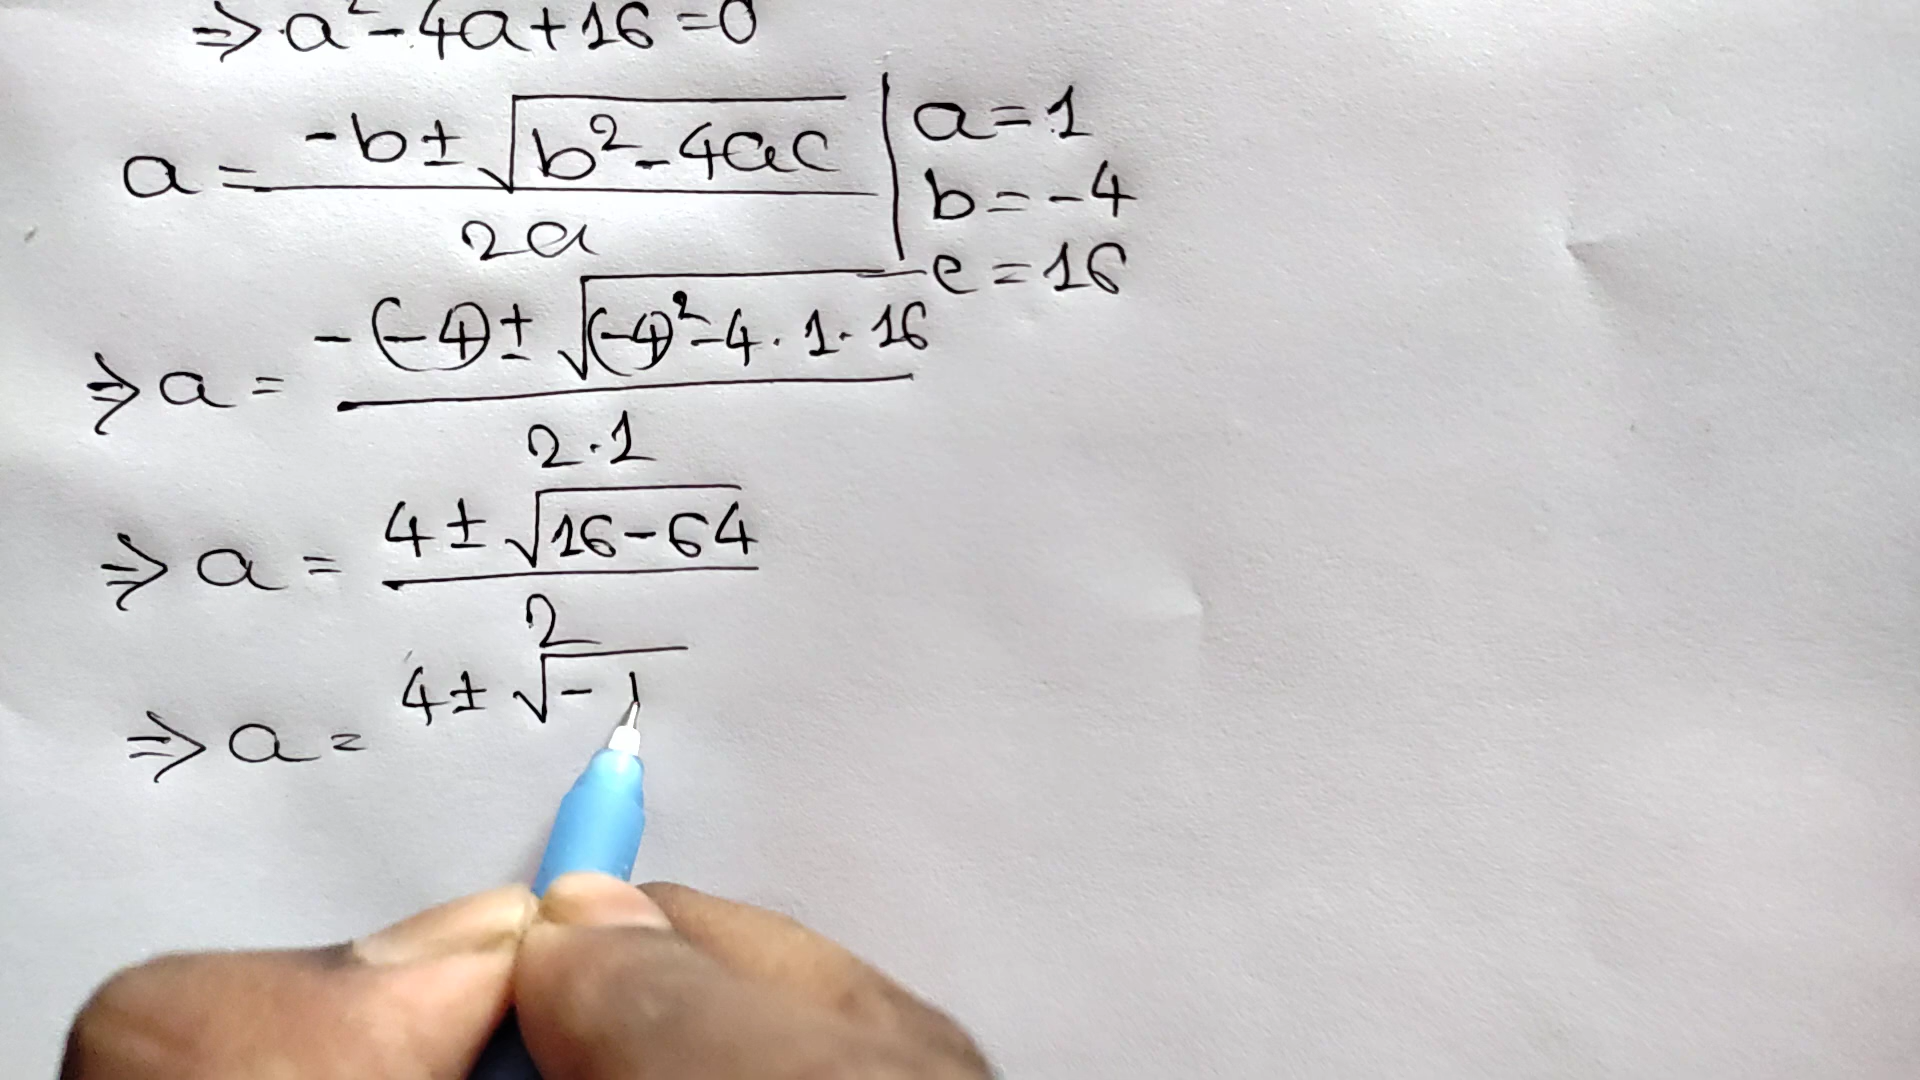 ⇒ a² - 4a + 16 = 0
a = (-b ± √(b² - 4ac)) / 2a | a = 1
b = -4
c = 16
⇒ a = (-(-4) ± √((-4)² - 4 · 1 · 16)) / 2 · 1
⇒ a = (4 ± √(16 - 64)) / 2
⇒ a = 4 ± √-